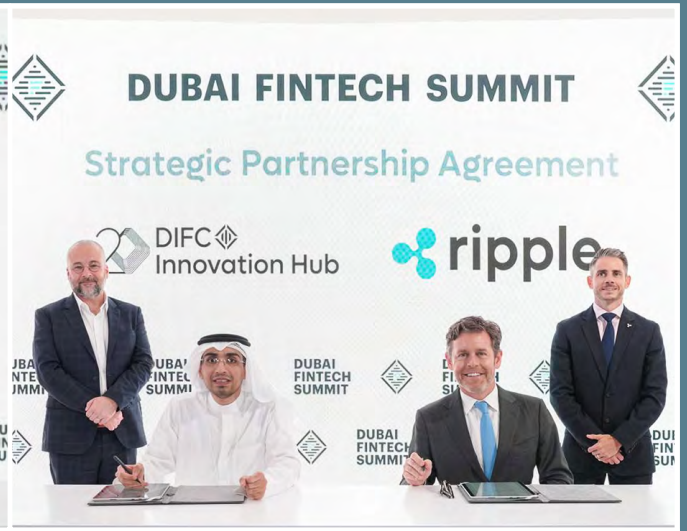 DUBAI FINTECH SUMMIT
Strategic Partnership Agreement
20 DIFC
Innovation Hub
ripple
DUBAI
FINTECH
SUMMIT
DUBAI
FINTECH
SUMMIT
DUBAI
FINTECH
SUMMIT